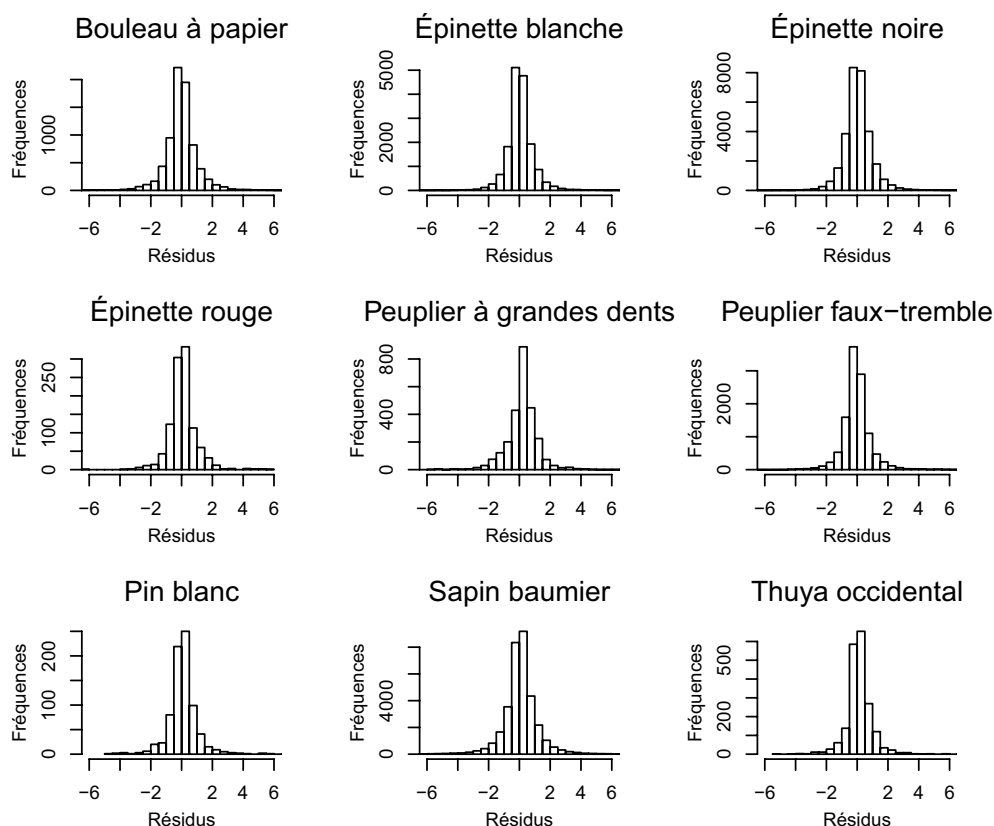 Bouleau à papier
Fréquences
1000
0
−6 −2 2 4 6
Résidus
Épinette blanche
Fréquences
5000
2000
0
−6 −2 2 4 6
Résidus
Épinette noire
Fréquences
8000
4000
0
−6 −2 2 4 6
Résidus
Épinette rouge
Fréquences
250
100
0
−6 −2 2 4 6
Résidus
Peuplier à grandes dents
Fréquences
800
400
0
−6 −2 2 4 6
Résidus
Peuplier faux−tremble
Fréquences
2000
0
−6 −2 2 4 6
Résidus
Pin blanc
Fréquences
200
100
0
−6 −2 2 4 6
Résidus
Sapin baumier
Fréquences
4000
0
−6 −2 2 4 6
Résidus
Thuya occidental
Fréquences
500
200
0
−6 −2 2 4 6
Résidus